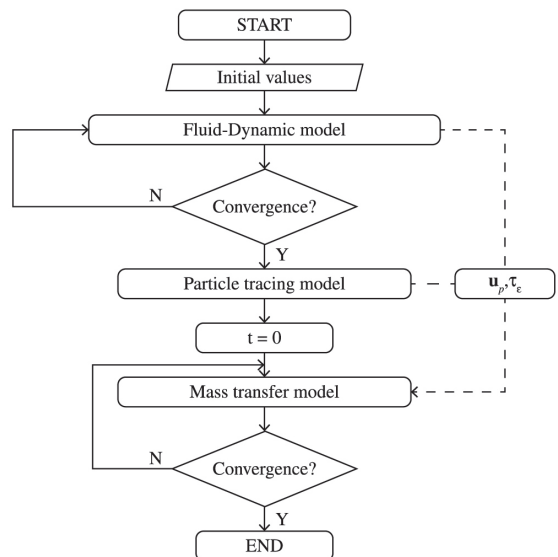 START
Initial values
Fluid-Dynamic model
N
Convergence?
Y
Particle tracing model
u_p,τ_ε
t = 0
Mass transfer model
N
Convergence?
Y
END